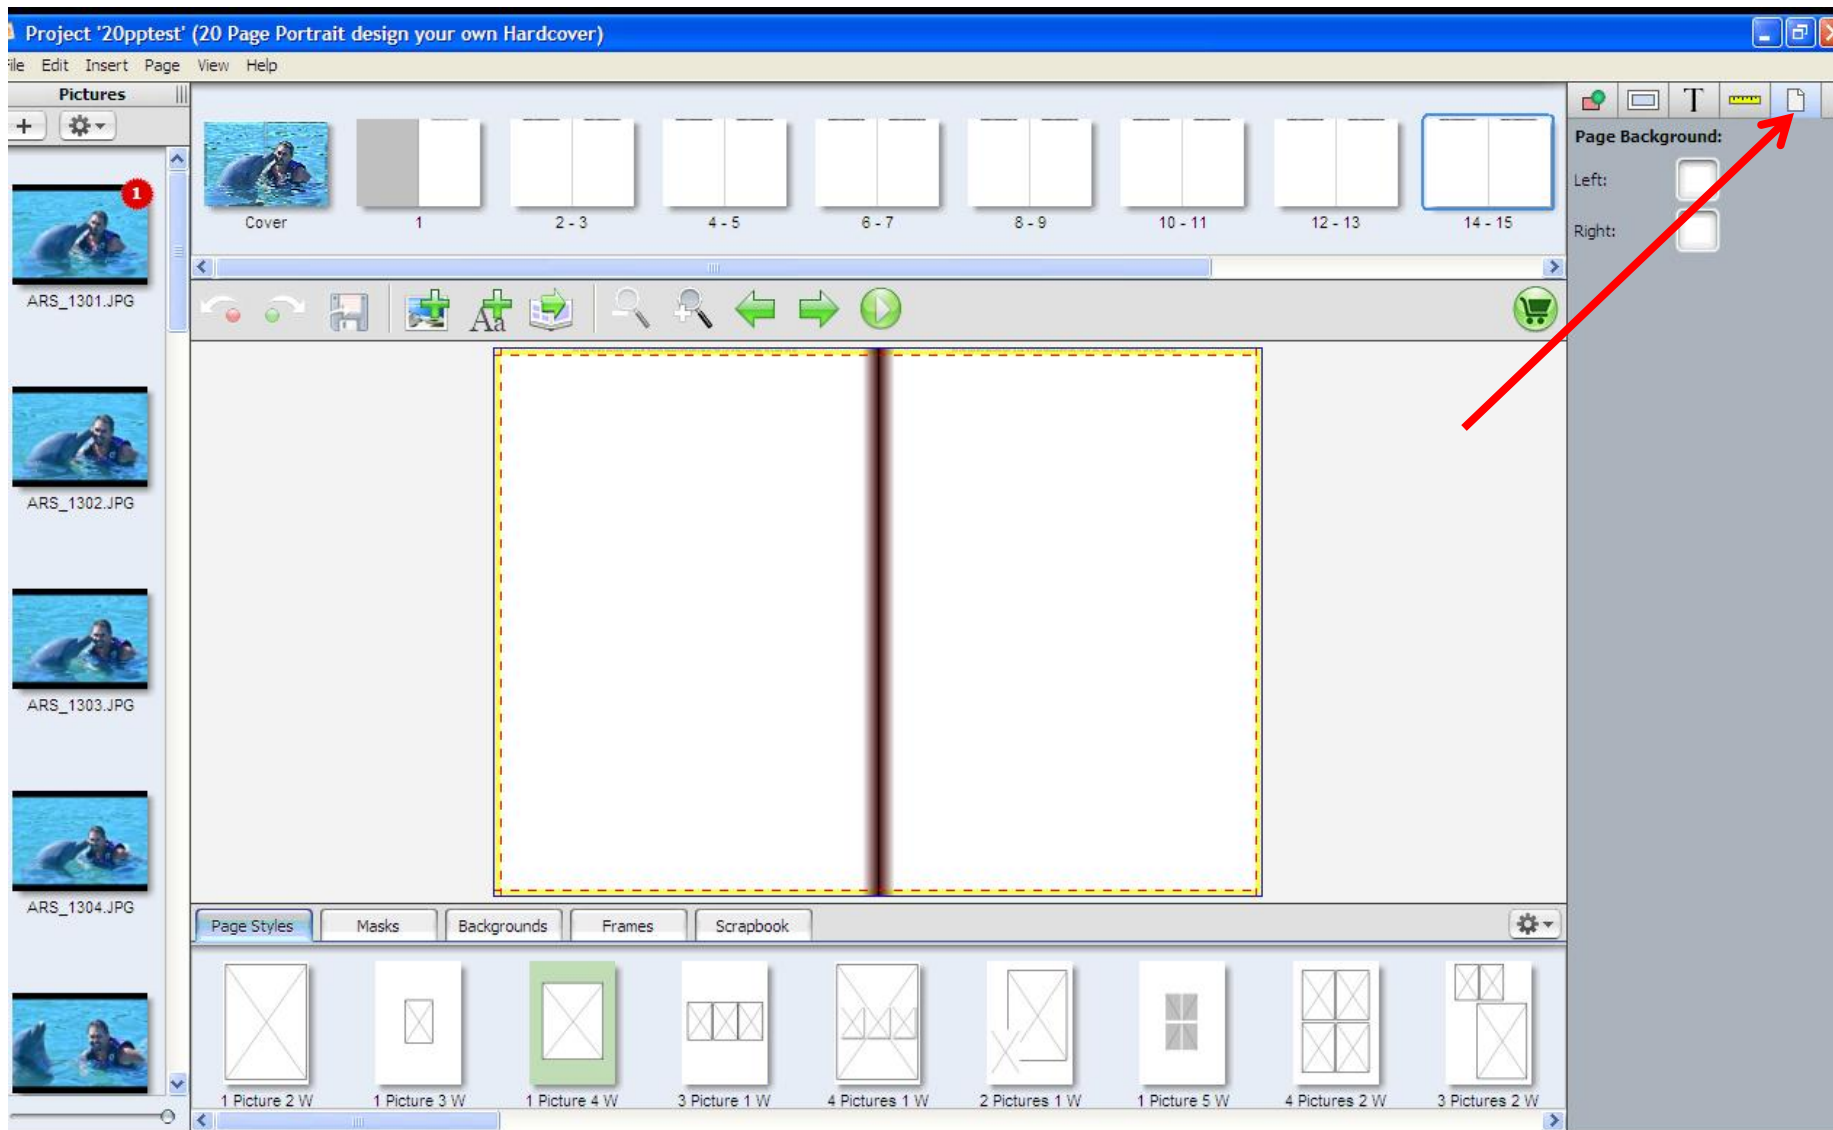 Project '20pptest' (20 Page Portrait design your own Hardcover)
File Edit Insert Page View Help
Pictures
1
ARS_1301.JPG
ARS_1302.JPG
ARS_1303.JPG
ARS_1304.JPG
Cover 1 2 - 3 4 - 5 6 - 7 8 - 9 10 - 11 12 - 13 14 - 15
Aa
T
Page Background:
Left:
Right:
Page Styles Masks Backgrounds Frames Scrapbook
1 Picture 2 W 1 Picture 3 W 1 Picture 4 W 3 Picture 1 W 4 Pictures 1 W 2 Pictures 1 W 1 Picture 5 W 4 Pictures 2 W 3 Pictures 2 W